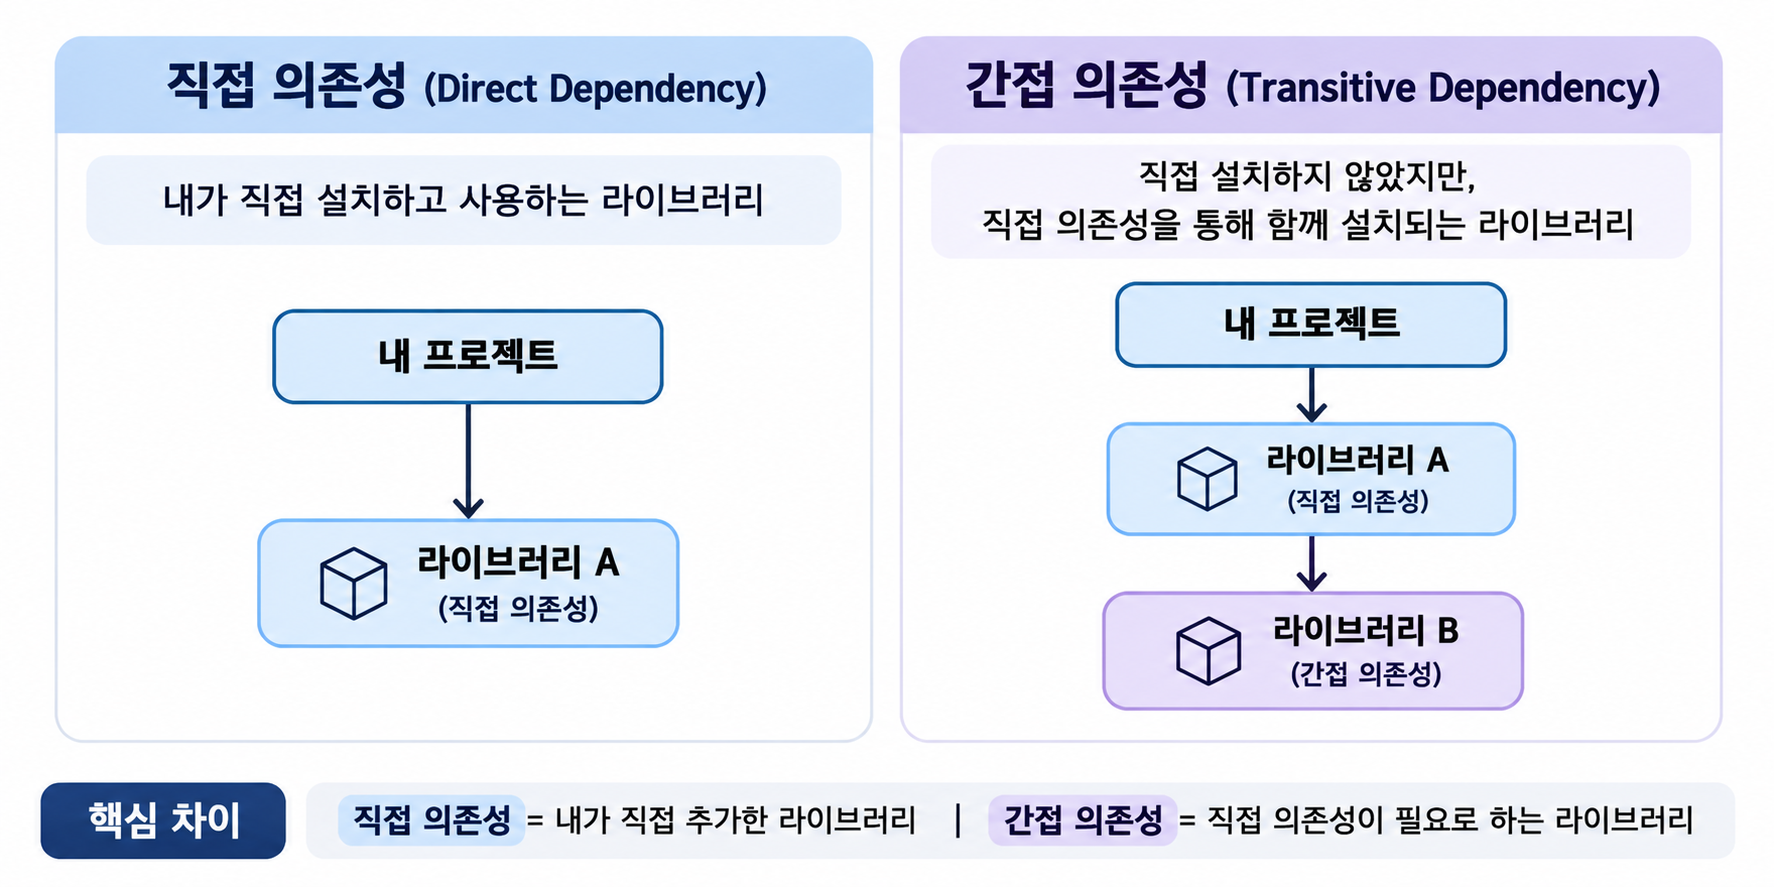 직접 의존성 (Direct Dependency)
내가 직접 설치하고 사용하는 라이브러리
내 프로젝트
라이브러리 A
(직접 의존성)
간접 의존성 (Transitive Dependency)
직접 설치하지 않았지만,
직접 의존성을 통해 함께 설치되는 라이브러리
내 프로젝트
라이브러리 A
(직접 의존성)
라이브러리 B
(간접 의존성)
핵심 차이
직접 의존성 = 내가 직접 추가한 라이브러리 | 간접 의존성 = 직접 의존성이 필요로 하는 라이브러리